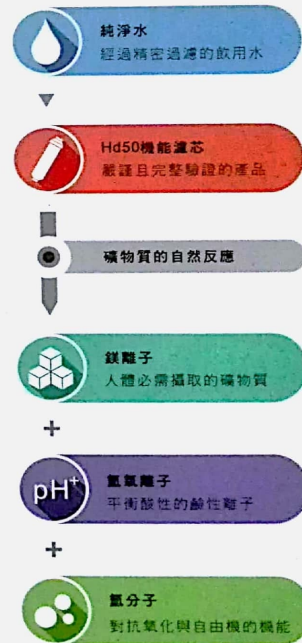 純淨水
經過精密過濾的飲用水
Hd50機能濾芯
嚴謹且完整驗證的產品
礦物質的自然反應
鎂離子
人體必需攝取的礦物質
pH⁺
氫氧離子
平衡酸性的鹼性離子
氫分子
對抗氧化與自由機的機能